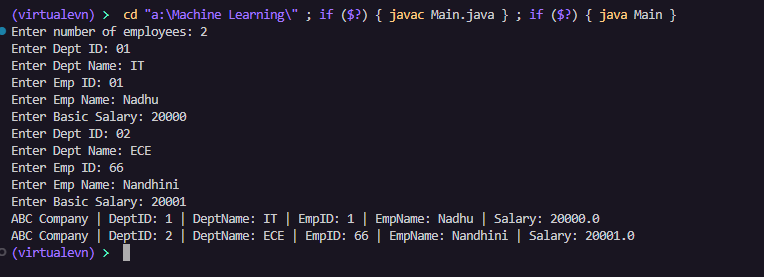 (virtualevn) > cd "a:\Machine Learning\" ; if ($?) { javac Main.java } ; if ($?) { java Main }
Enter number of employees: 2
Enter Dept ID: 01
Enter Dept Name: IT
Enter Emp ID: 01
Enter Emp Name: Nadhu
Enter Basic Salary: 20000
Enter Dept ID: 02
Enter Dept Name: ECE
Enter Emp ID: 66
Enter Emp Name: Nandhini
Enter Basic Salary: 20001
ABC Company | DeptID: 1 | DeptName: IT | EmpID: 1 | EmpName: Nadhu | Salary: 20000.0
ABC Company | DeptID: 2 | DeptName: ECE | EmpID: 66 | EmpName: Nandhini | Salary: 20001.0
(virtualevn) >